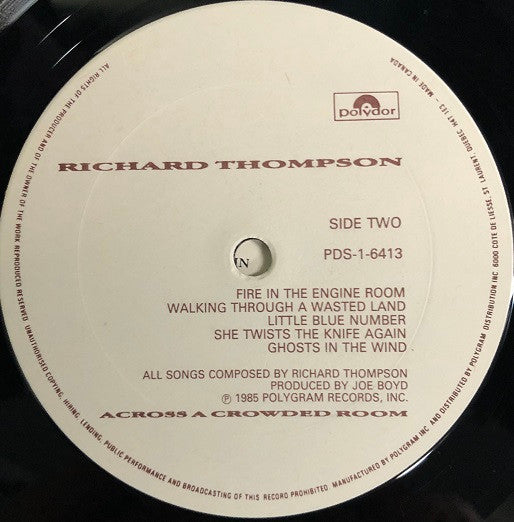 polydor
RICHARD THOMPSON
SIDE TWO
PDS-1-6413
FIRE IN THE ENGINE ROOM
WALKING THROUGH A WASTED LAND
LITTLE BLUE NUMBER
SHE TWISTS THE KNIFE AGAIN
GHOSTS IN THE WIND
ALL SONGS COMPOSED BY RICHARD THOMPSON
PRODUCED BY JOE BOYD
℗ 1985 POLYGRAM RECORDS, INC.
ACROSS A CROWDED ROOM
ALL RIGHTS OF THE PRODUCER AND OF THE OWNER OF THE WORK REPRODUCED RESERVED. UNAUTHORISED COPYING, HIRING, LENDING, PUBLIC PERFORMANCE AND BROADCASTING OF THIS RECORD PROHIBITED. MANUFACTURED BY POLYGRAM INC AND DISTRIBUTED BY POLYGRAM DISTRIBUTION INC 6000 COTE DE LIESSE, ST LAURENT, QUEBEC H4T 1E3 – MADE IN CANADA